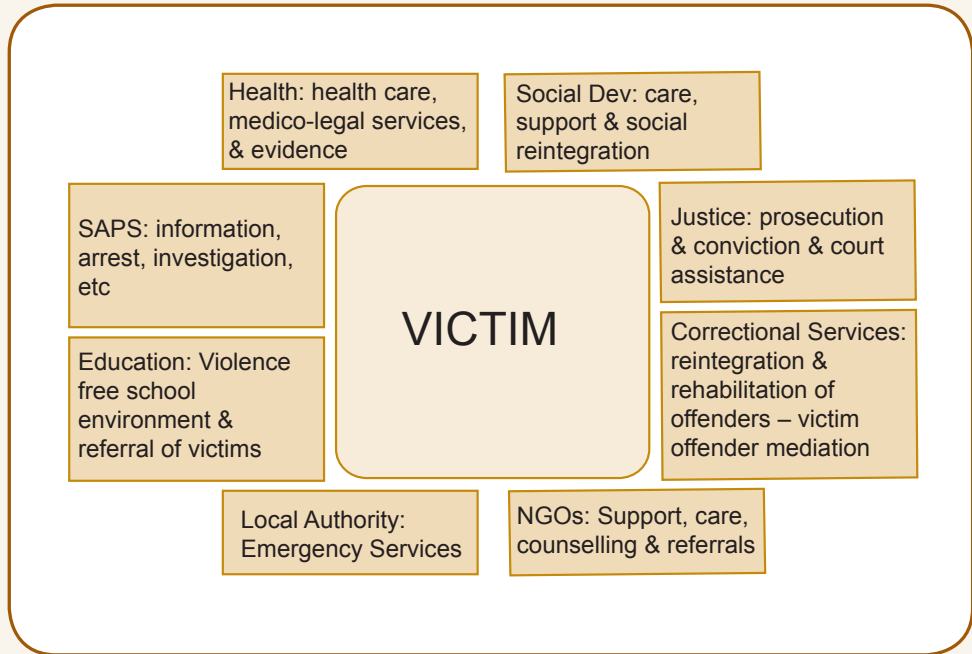 Health: health care,
medico-legal services,
& evidence
Social Dev: care,
support & social
reintegration
SAPS: information,
arrest, investigation,
etc
VICTIM
Justice: prosecution
& conviction & court
assistance
Education: Violence
free school
environment &
referral of victims
Correctional Services:
reintegration &
rehabilitation of
offenders – victim
offender mediation
Local Authority:
Emergency Services
NGOs: Support, care,
counselling & referrals